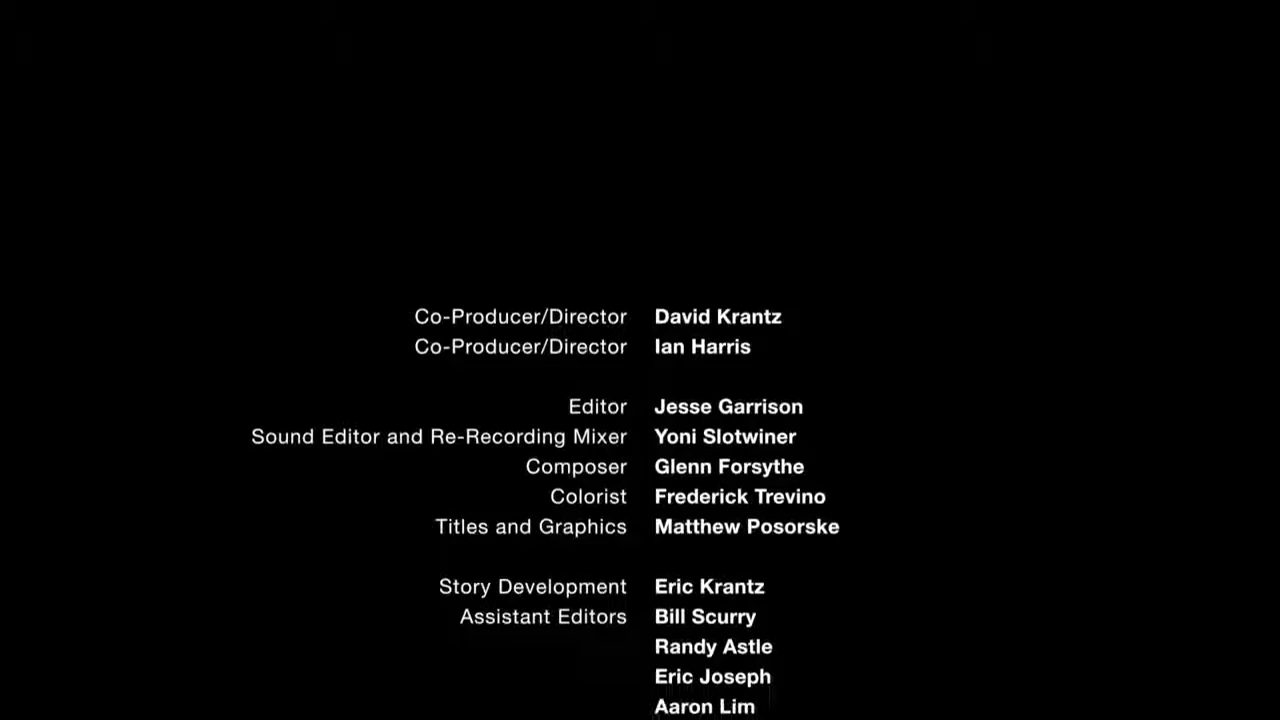 Co-Producer/Director David Krantz
Co-Producer/Director Ian Harris
Editor Jesse Garrison
Sound Editor and Re-Recording Mixer Yoni Slotwiner
Composer Glenn Forsythe
Colorist Frederick Trevino
Titles and Graphics Matthew Posorske
Story Development Eric Krantz
Assistant Editors Bill Scurry
Randy Astle
Eric Joseph
Aaron Lim